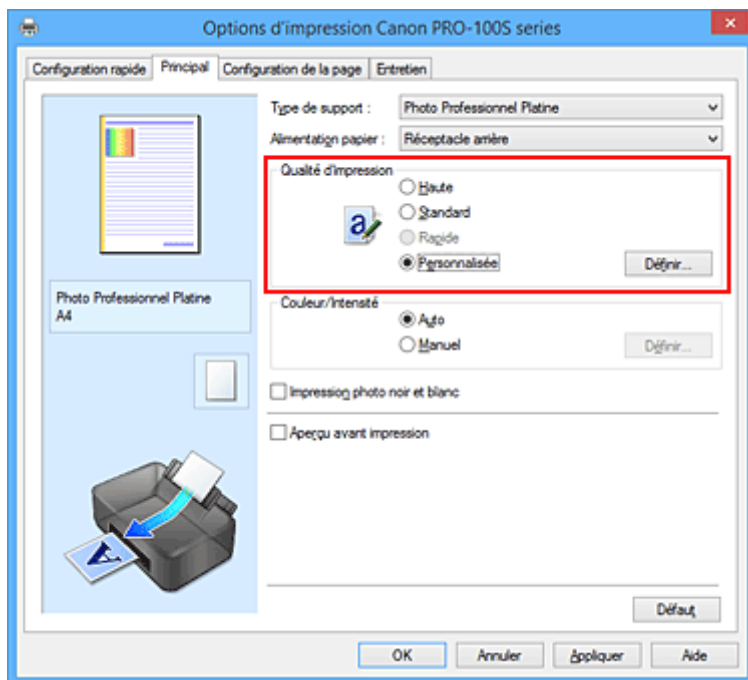 Options d'impression Canon PRO-100S series
Configuration rapide Principal Configuration de la page Entretien
Type de support : Photo Professionnel Platine
Alimentation papier : Réceptacle arrière
Qualité d'impression
Haute
Standard
Rapide
Personnalisée Définir...
Photo Professionnel Platine
A4
Couleur/Intensité
Auto
Manuel Définir...
Impression photo noir et blanc
Aperçu avant impression
Défaut
OK Annuler Appliquer Aide